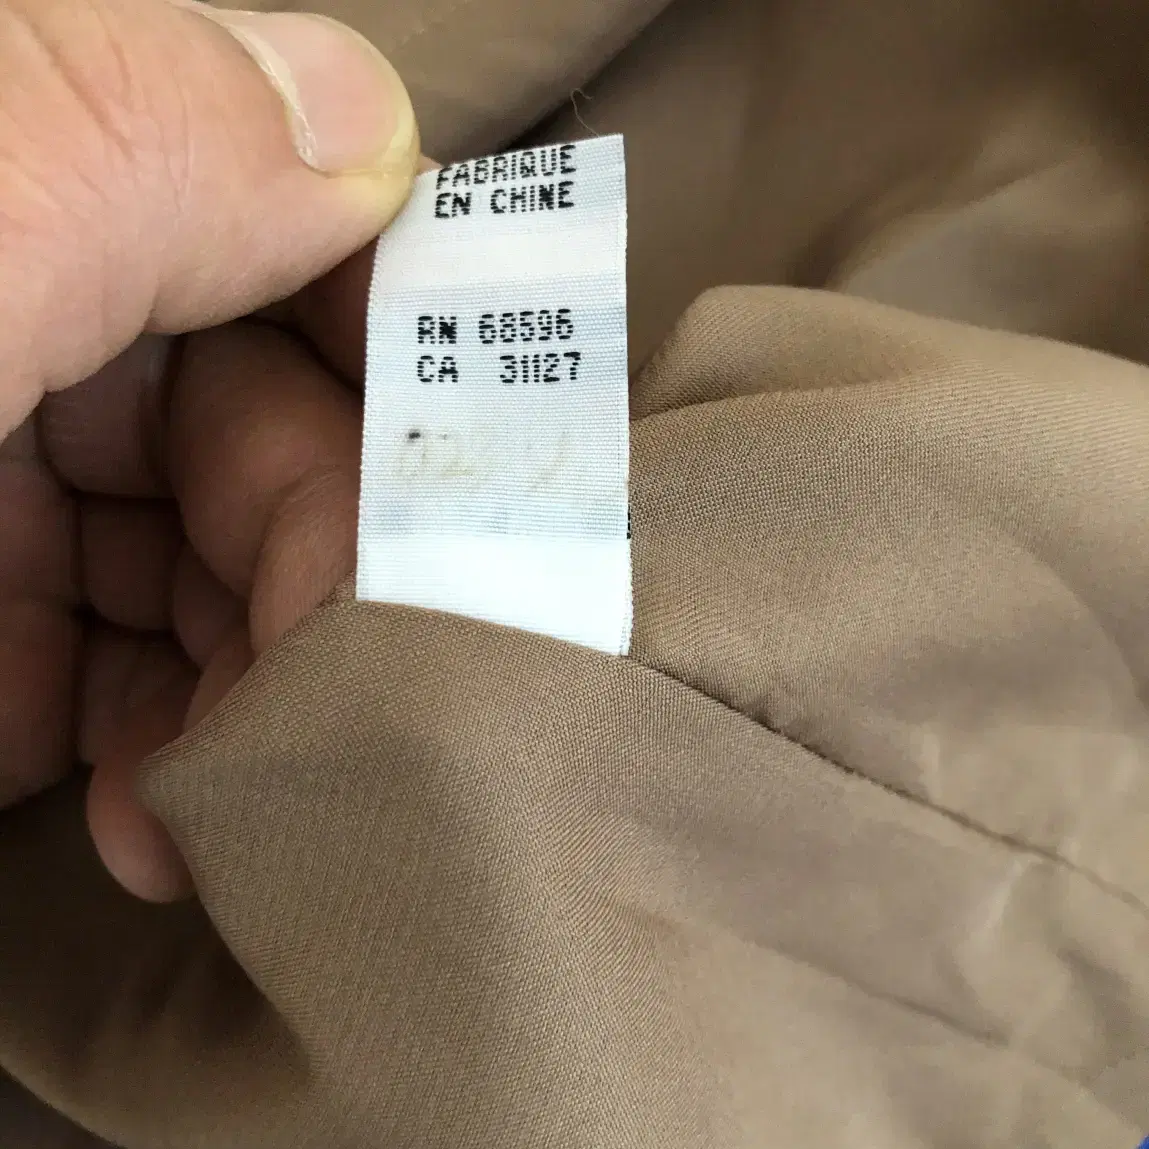 FABRIQUE
EN CHINE
RN 68596
CA 31127